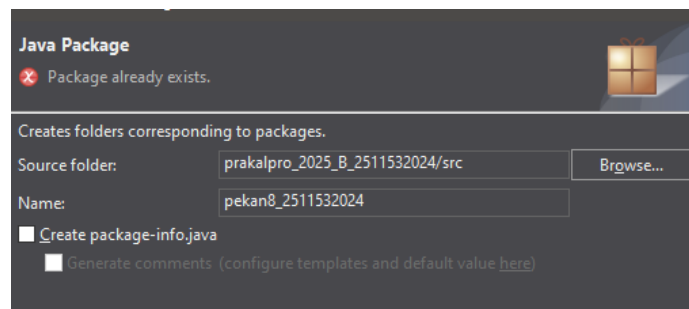 Java Package
Package already exists.
Creates folders corresponding to packages.
Source folder: prakalpro_2025_B_2511532024/src Browse...
Name: pekan8_2511532024
Create package-info.java
Generate comments (configure templates and default value here)